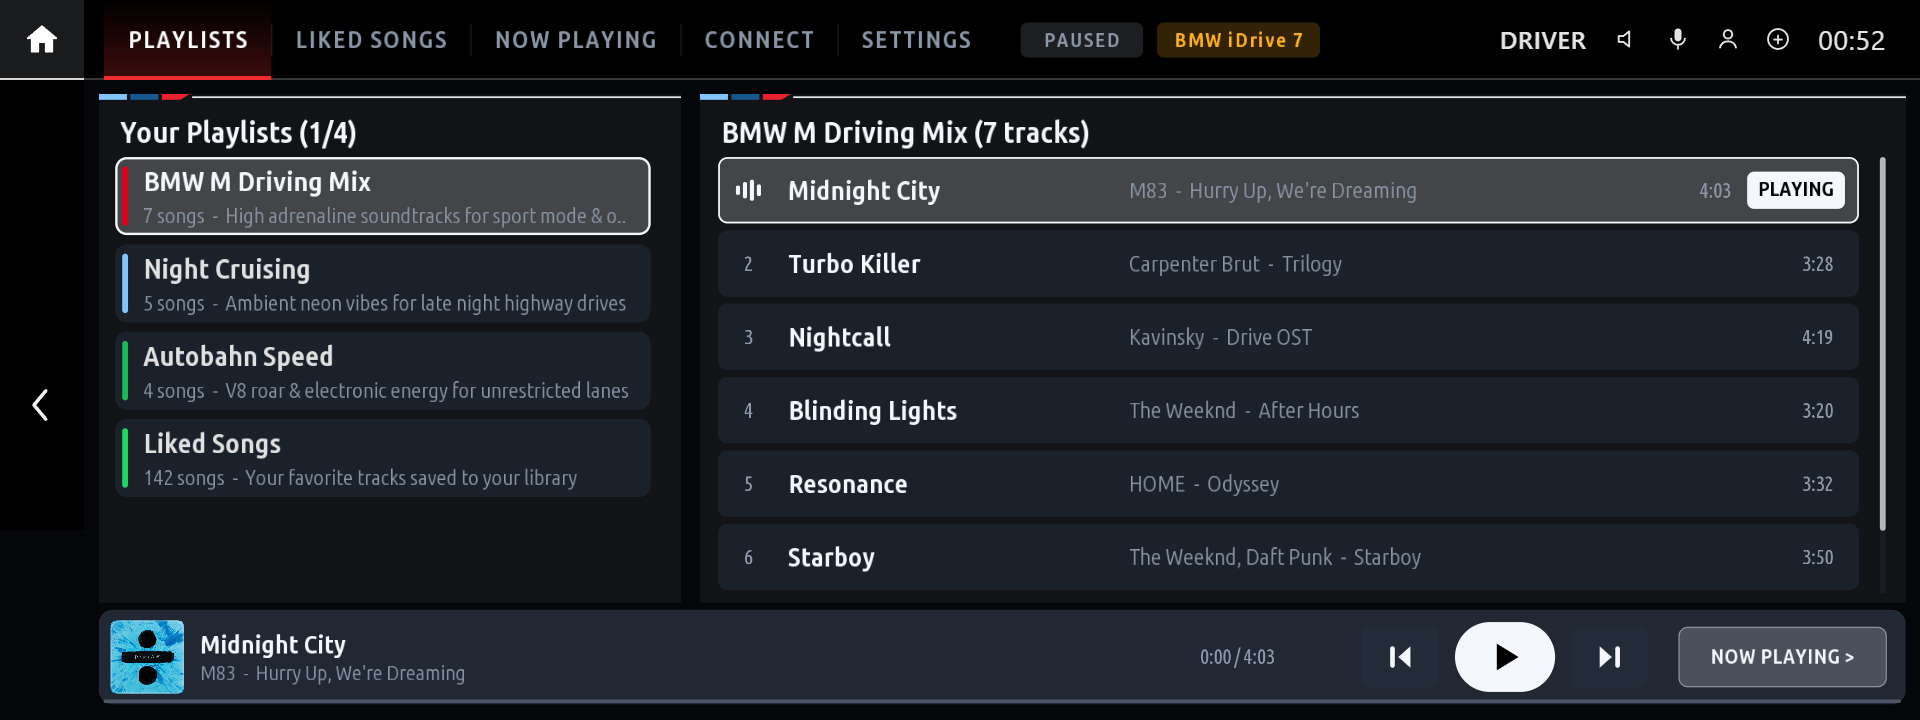 PLAYLISTS LIKED SONGS NOW PLAYING CONNECT SETTINGS PAUSED BMW iDrive 7 DRIVER 00:52
Your Playlists (1/4)
BMW M Driving Mix
7 songs - High adrenaline soundtracks for sport mode & o..
Night Cruising
5 songs - Ambient neon vibes for late night highway drives
Autobahn Speed
4 songs - V8 roar & electronic energy for unrestricted lanes
Liked Songs
142 songs - Your favorite tracks saved to your library
BMW M Driving Mix (7 tracks)
Midnight City M83 - Hurry Up, We're Dreaming 4:03 PLAYING
2 Turbo Killer Carpenter Brut - Trilogy 3:28
3 Nightcall Kavinsky - Drive OST 4:19
4 Blinding Lights The Weeknd - After Hours 3:20
5 Resonance HOME - Odyssey 3:32
6 Starboy The Weeknd, Daft Punk - Starboy 3:50
Midnight City
M83 - Hurry Up, We're Dreaming
0:00 / 4:03
NOW PLAYING >